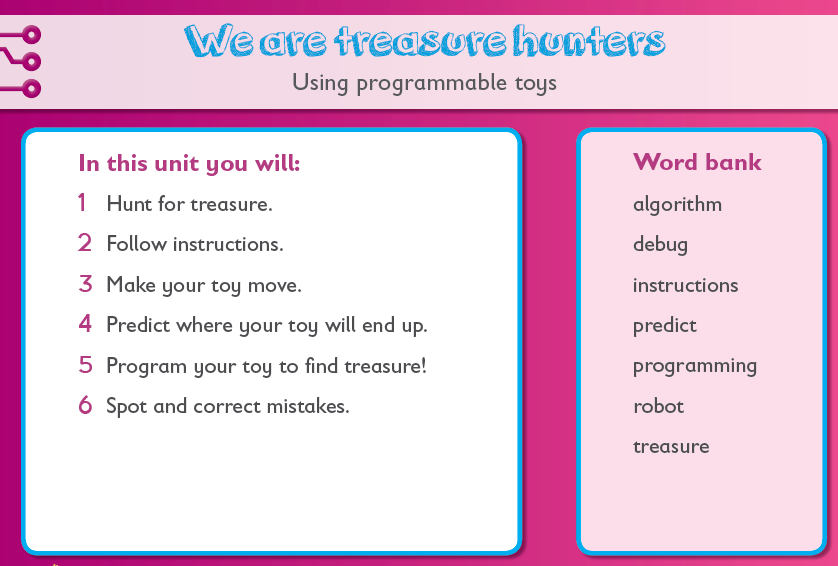 We are treasure hunters
Using programmable toys
In this unit you will:
1 Hunt for treasure.
2 Follow instructions.
3 Make your toy move.
4 Predict where your toy will end up.
5 Program your toy to find treasure!
6 Spot and correct mistakes.
Word bank
algorithm
debug
instructions
predict
programming
robot
treasure